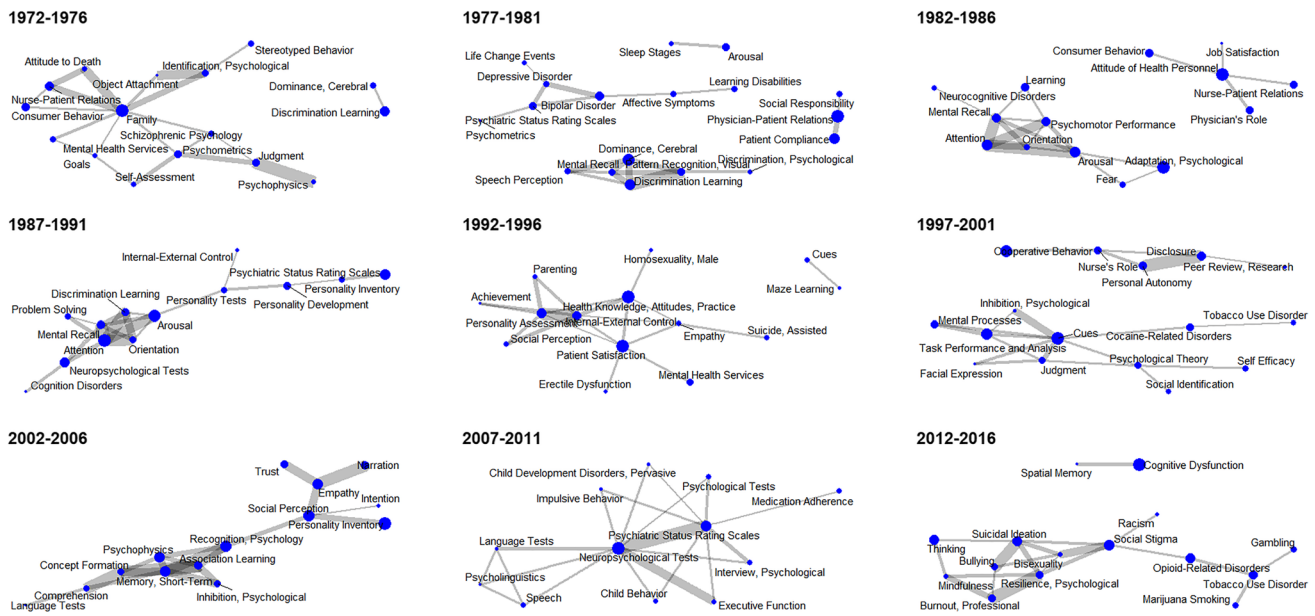 1972-1976
Stereotyped Behavior
Attitude to Death
Identification, Psychological
Object Attachment
Dominance, Cerebral
Nurse-Patient Relations
Consumer Behavior
Family
Discrimination Learning
Schizophrenic Psychology
Mental Health Services
Psychometrics
Goals
Judgment
Self-Assessment
Psychophysics
1977-1981
Sleep Stages
Arousal
Life Change Events
Depressive Disorder
Learning Disabilities
Bipolar Disorder
Affective Symptoms
Social Responsibility
Psychiatric Status Rating Scales
Physician-Patient Relations
Psychometrics
Patient Compliance
Dominance, Cerebral
Mental Recall
Pattern Recognition, Visual
Discrimination, Psychological
Speech Perception
Discrimination Learning
1982-1986
Consumer Behavior
Job Satisfaction
Attitude of Health Personnel
Learning
Neurocognitive Disorders
Nurse-Patient Relations
Mental Recall
Physician's Role
Psychomotor Performance
Attention
Orientation
Arousal
Adaptation, Psychological
Fear
1987-1991
Internal-External Control
Psychiatric Status Rating Scales
Personality Inventory
Discrimination Learning
Personality Tests
Personality Development
Problem Solving
Arousal
Mental Recall
Attention
Orientation
Neuropsychological Tests
Cognition Disorders
1992-1996
Homosexuality, Male
Cues
Parenting
Maze Learning
Achievement
Health Knowledge, Attitudes, Practice
Personality Assessment
Internal-External Control
Social Perception
Empathy
Suicide, Assisted
Patient Satisfaction
Mental Health Services
Erectile Dysfunction
1997-2001
Cooperative Behavior
Disclosure
Nurse's Role
Peer Review, Research
Personal Autonomy
Inhibition, Psychological
Mental Processes
Cues
Tobacco Use Disorder
Cocaine-Related Disorders
Task Performance and Analysis
Psychological Theory
Self Efficacy
Facial Expression
Judgment
Social Identification
2002-2006
Trust
Narration
Empathy
Intention
Social Perception
Personality Inventory
Recognition, Psychology
Psychophysics
Association Learning
Concept Formation
Memory, Short-Term
Comprehension
Inhibition, Psychological
Language Tests
2007-2011
Child Development Disorders, Pervasive
Psychological Tests
Impulsive Behavior
Medication Adherence
Psychiatric Status Rating Scales
Language Tests
Neuropsychological Tests
Psycholinguistics
Interview, Psychological
Speech
Child Behavior
Executive Function
2012-2016
Spatial Memory
Cognitive Dysfunction
Racism
Suicidal Ideation
Social Stigma
Gambling
Thinking
Bullying
Bisexuality
Opioid-Related Disorders
Mindfulness
Resilience, Psychological
Tobacco Use Disorder
Burnout, Professional
Marijuana Smoking